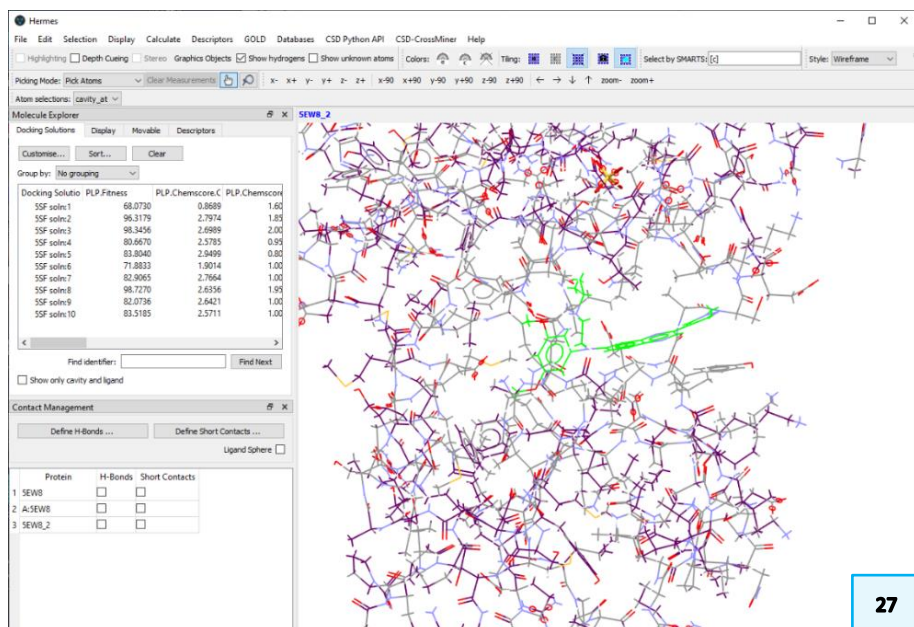 Hermes
File Edit Selection Display Calculate Descriptors GOLD Databases CSD Python API CSD-CrossMiner Help
Highlighting Depth Cueing Stereo Graphics Objects Show hydrogens Show unknown atoms Colors: Tiling: Select by SMARTS: [c] Style: Wireframe
Picking Mode: Pick Atoms Clear Measurements x- x+ y- y+ z- z+ x-90 x+90 y-90 y+90 z-90 z+90 ← → ↓ ↑ zoom- zoom+
Atom selections: cavity_at
Molecule Explorer
5EW8_2
Docking Solutions Display Movable Descriptors
Customise... Sort... Clear
Group by: No grouping
Docking Solutio PLP.Fitness PLP.Chemscore.C PLP.Chemscore
5SF soln:1 68.0730 0.8689 1.60
5SF soln:2 96.3179 2.7974 1.85
5SF soln:3 98.3456 2.6989 2.00
5SF soln:4 80.6670 2.5785 0.95
5SF soln:5 83.8040 2.9499 0.80
5SF soln:6 71.8833 1.9014 1.00
5SF soln:7 82.9065 2.7664 1.00
5SF soln:8 98.7270 2.6356 1.95
5SF soln:9 82.0736 2.6421 1.00
5SF soln:10 83.5185 2.5711 1.00
Find identifier: Find Next
Show only cavity and ligand
Contact Management
Define H-Bonds ... Define Short Contacts ...
Ligand Sphere
Protein H-Bonds Short Contacts
1 5EW8
2 A:5EW8
3 5EW8_2
27